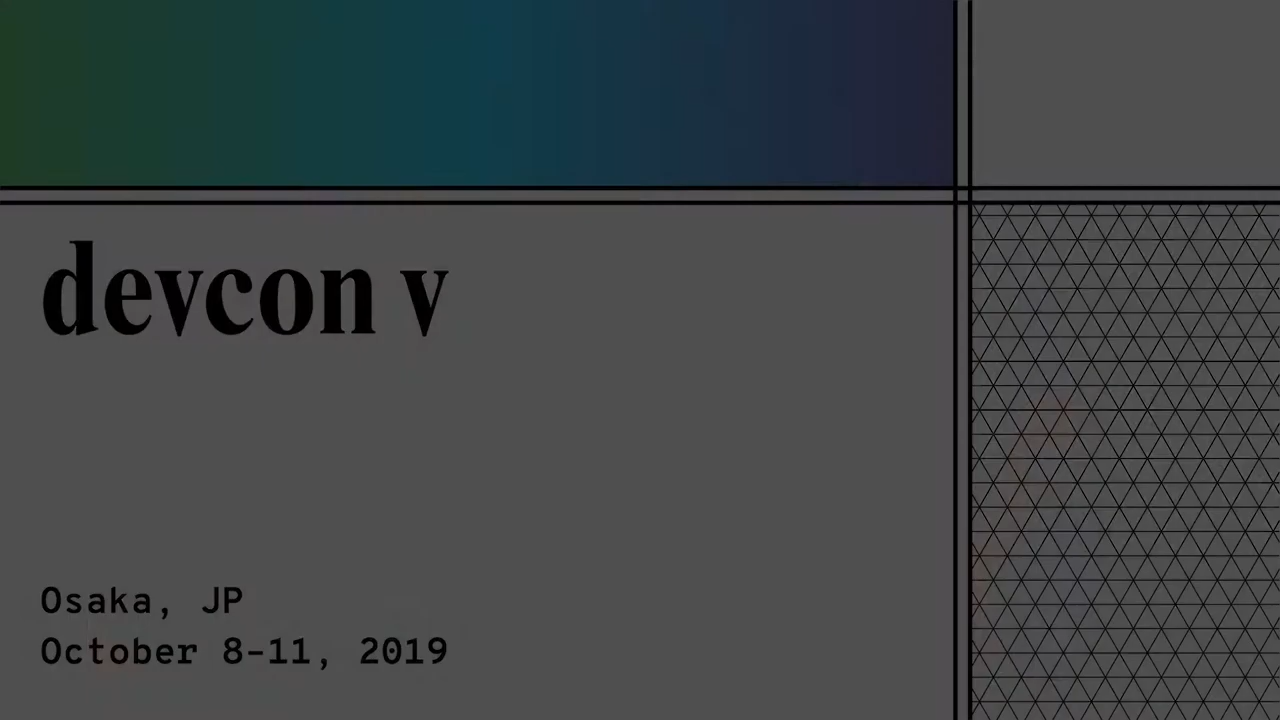 devcon v
Osaka, JP
October 8-11, 2019